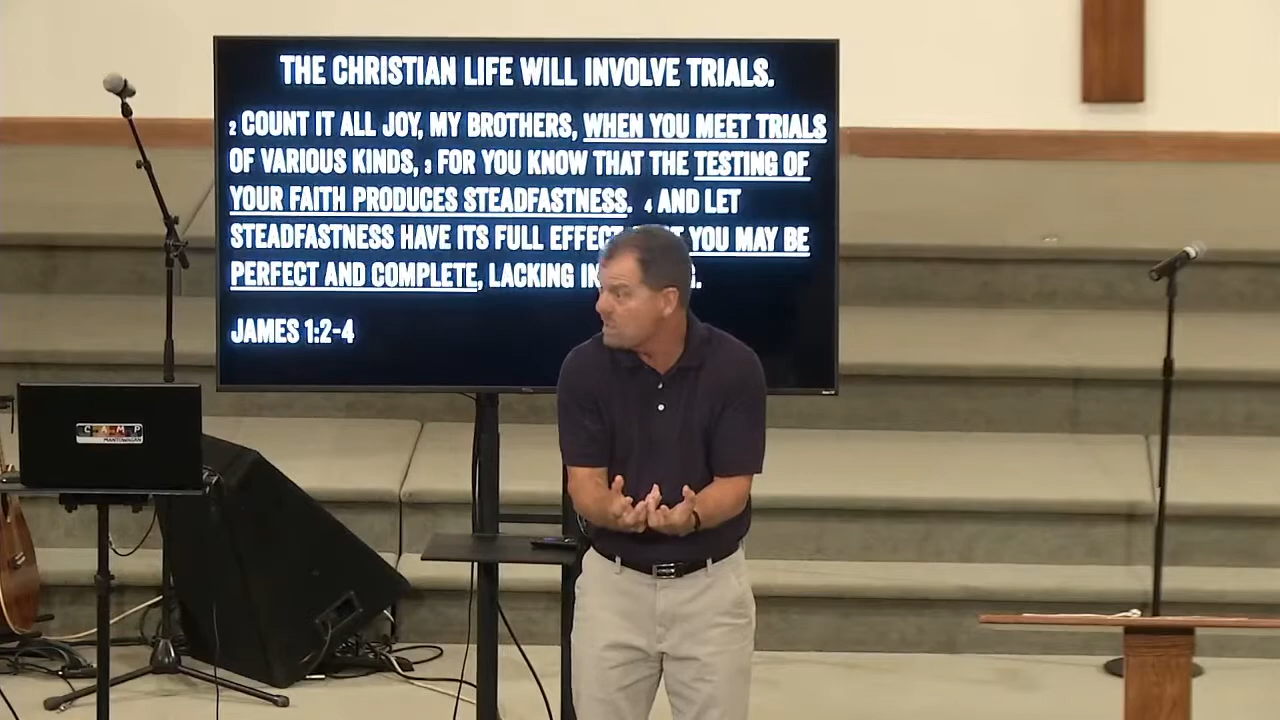 THE CHRISTIAN LIFE WILL INVOLVE TRIALS.
2 COUNT IT ALL JOY, MY BROTHERS, WHEN YOU MEET TRIALS
OF VARIOUS KINDS, 3 FOR YOU KNOW THAT THE TESTING OF
YOUR FAITH PRODUCES STEADFASTNESS. 4 AND LET
STEADFASTNESS HAVE ITS FULL EFFECT YOU MAY BE
PERFECT AND COMPLETE, LACKING IN
JAMES 1:2-4
CAMP
MANTOWAGAN